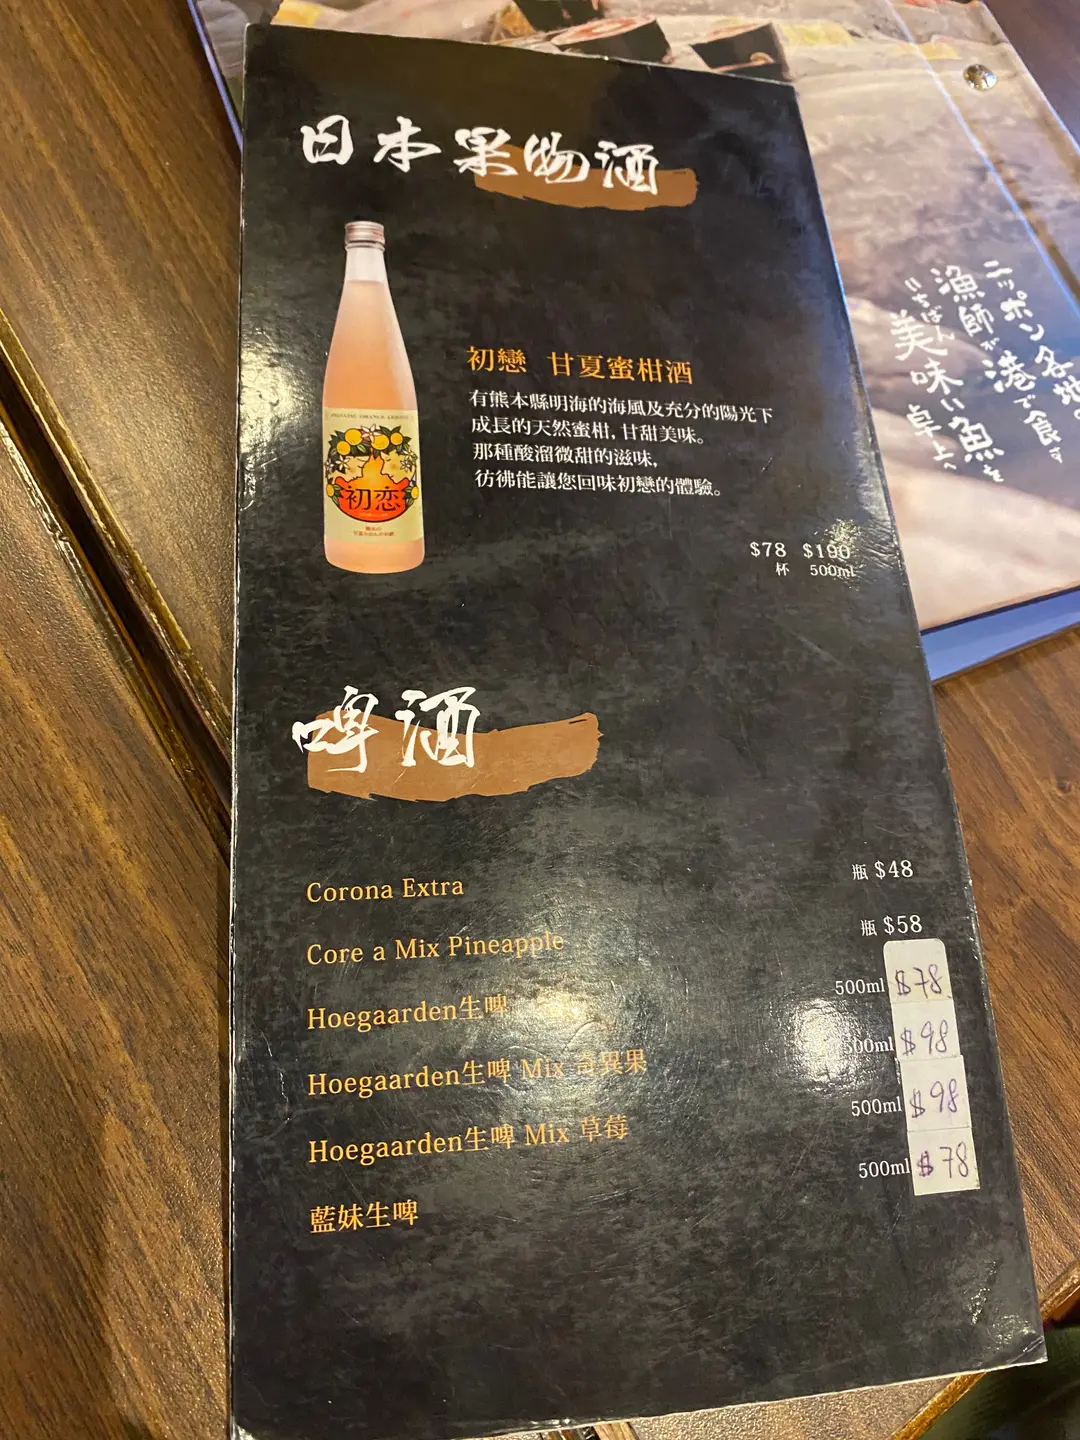 日本果物酒
初戀 甘夏蜜柑酒
有熊本縣明海的海風及充分的陽光下
成長的天然蜜柑, 甘甜美味。
那種酸溜微甜的滋味,
彷彿能讓您回味初戀的體驗。
$78 $190
杯 500ml
初恋
啤酒
Corona Extra 瓶 $48
Core a Mix Pineapple 瓶 $58
Hoegaarden生啤 500ml $78
Hoegaarden生啤 Mix 奇異果 500ml $98
Hoegaarden生啤 Mix 草莓 500ml $98
藍妹生啤 500ml $78
ニッポン各地の
漁師が港で食す
いちばん美味い魚を
卓上へ